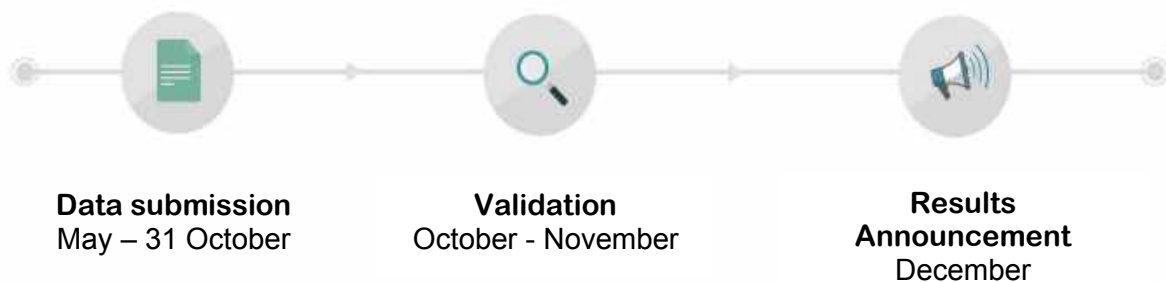 Data submission
May – 31 October
Validation
October - November
Results
Announcement
December